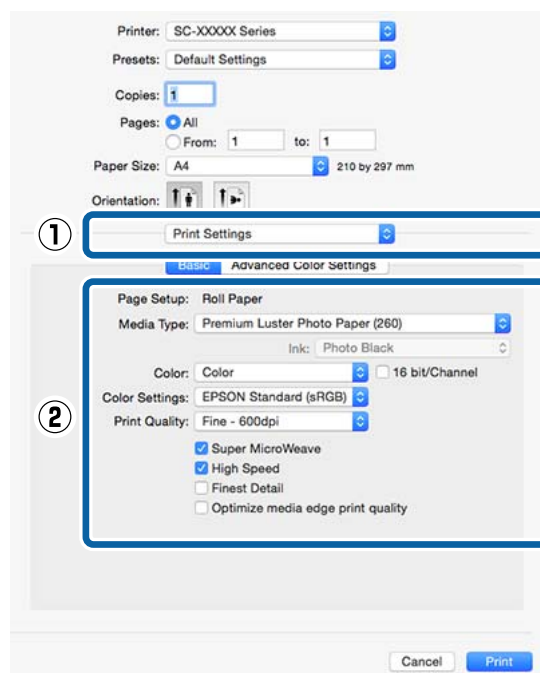 Printer: SC-XXXXX Series
Presets: Default Settings
Copies: 1
Pages: All
From: 1 to: 1
Paper Size: A4 210 by 297 mm
Orientation:
1 Print Settings
Basic Advanced Color Settings
Page Setup: Roll Paper
Media Type: Premium Luster Photo Paper (260)
Ink: Photo Black
Color: Color 16 bit/Channel
Color Settings: EPSON Standard (sRGB)
2
Print Quality: Fine - 600dpi
Super MicroWeave
High Speed
Finest Detail
Optimize media edge print quality
Cancel Print